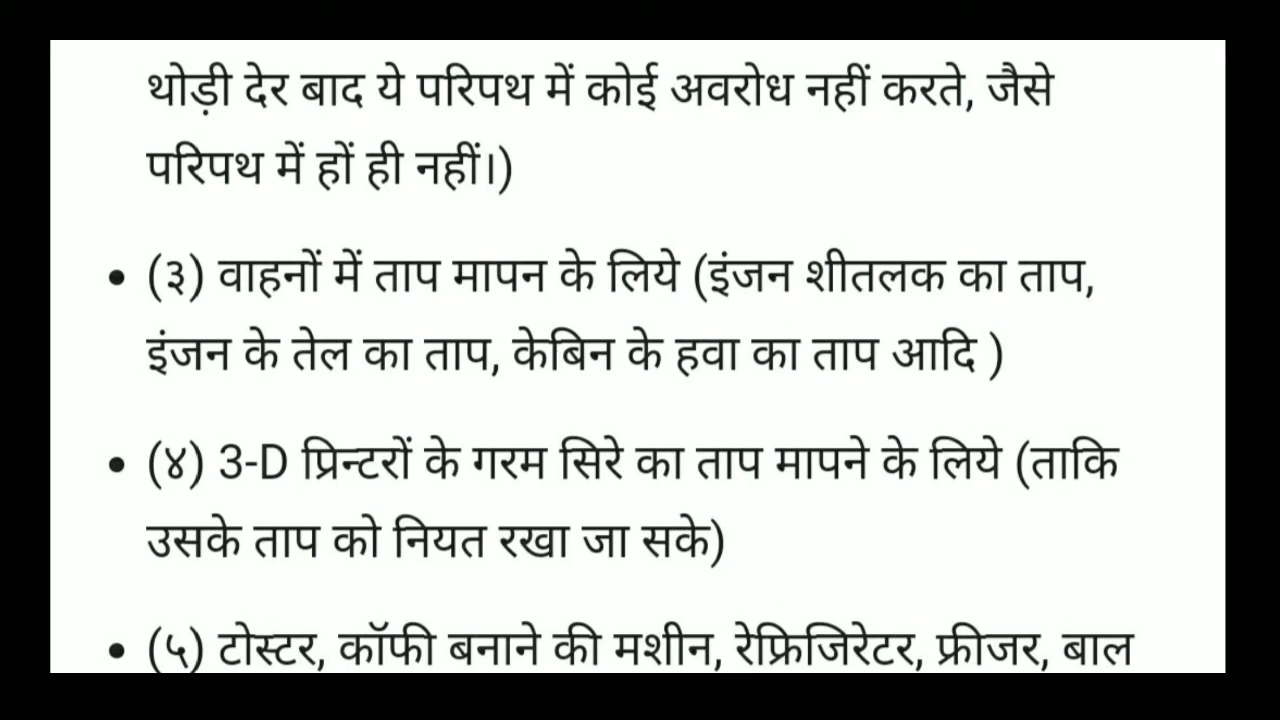 थोड़ी देर बाद ये परिपथ में कोई अवरोध नहीं करते, जैसे
परिपथ में हों ही नहीं।)
• (३) वाहनों में ताप मापन के लिये (इंजन शीतलक का ताप,
इंजन के तेल का ताप, केबिन के हवा का ताप आदि )
• (४) 3-D प्रिन्टरों के गरम सिरे का ताप मापने के लिये (ताकि
उसके ताप को नियत रखा जा सके)
• (५) टोस्टर, कॉफी बनाने की मशीन, रेफ्रिजिरेटर, फ्रीजर, बाल